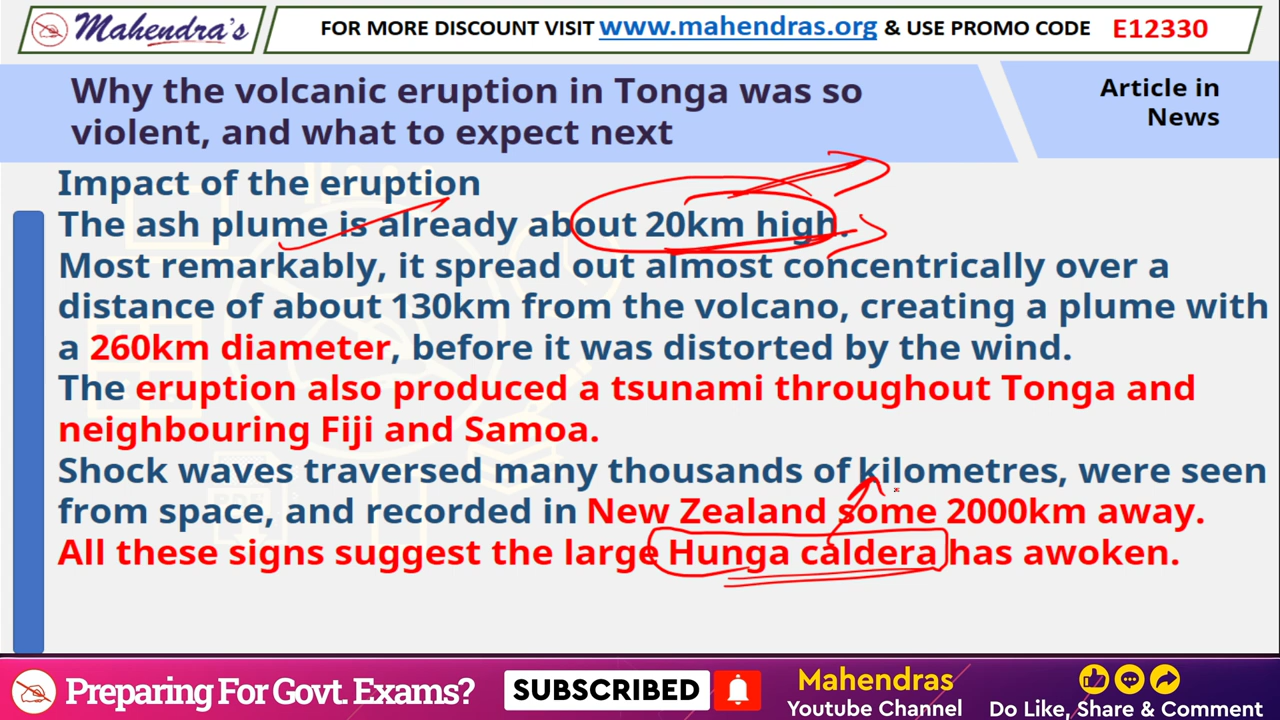 Mahendra's
FOR MORE DISCOUNT VISIT www.mahendras.org & USE PROMO CODE E12330
Why the volcanic eruption in Tonga was so
violent, and what to expect next
Article in
News
Impact of the eruption
The ash plume is already about 20km high.
Most remarkably, it spread out almost concentrically over a
distance of about 130km from the volcano, creating a plume with
a 260km diameter, before it was distorted by the wind.
The eruption also produced a tsunami throughout Tonga and
neighbouring Fiji and Samoa.
Shock waves traversed many thousands of kilometres, were seen
from space, and recorded in New Zealand some 2000km away.
All these signs suggest the large Hunga caldera has awoken.
Preparing For Govt. Exams?
SUBSCRIBED
Mahendras
Youtube Channel
Do Like, Share & Comment